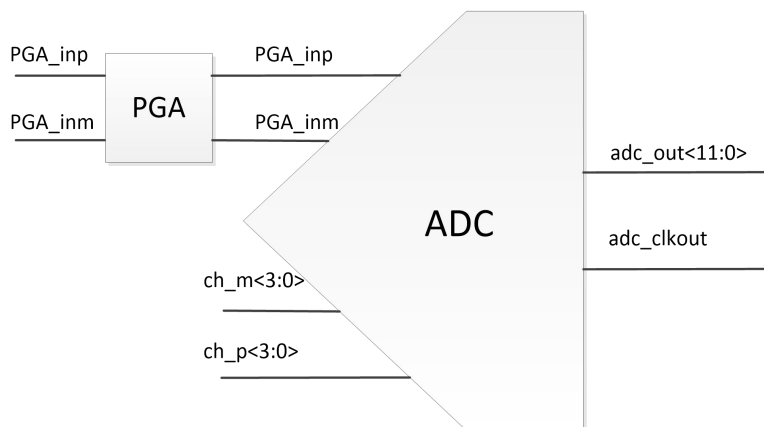 PGA_inp
PGA_inp
PGA
PGA_inm
PGA_inm
adc_out<11:0>
ADC
adc_clkout
ch_m<3:0>
ch_p<3:0>